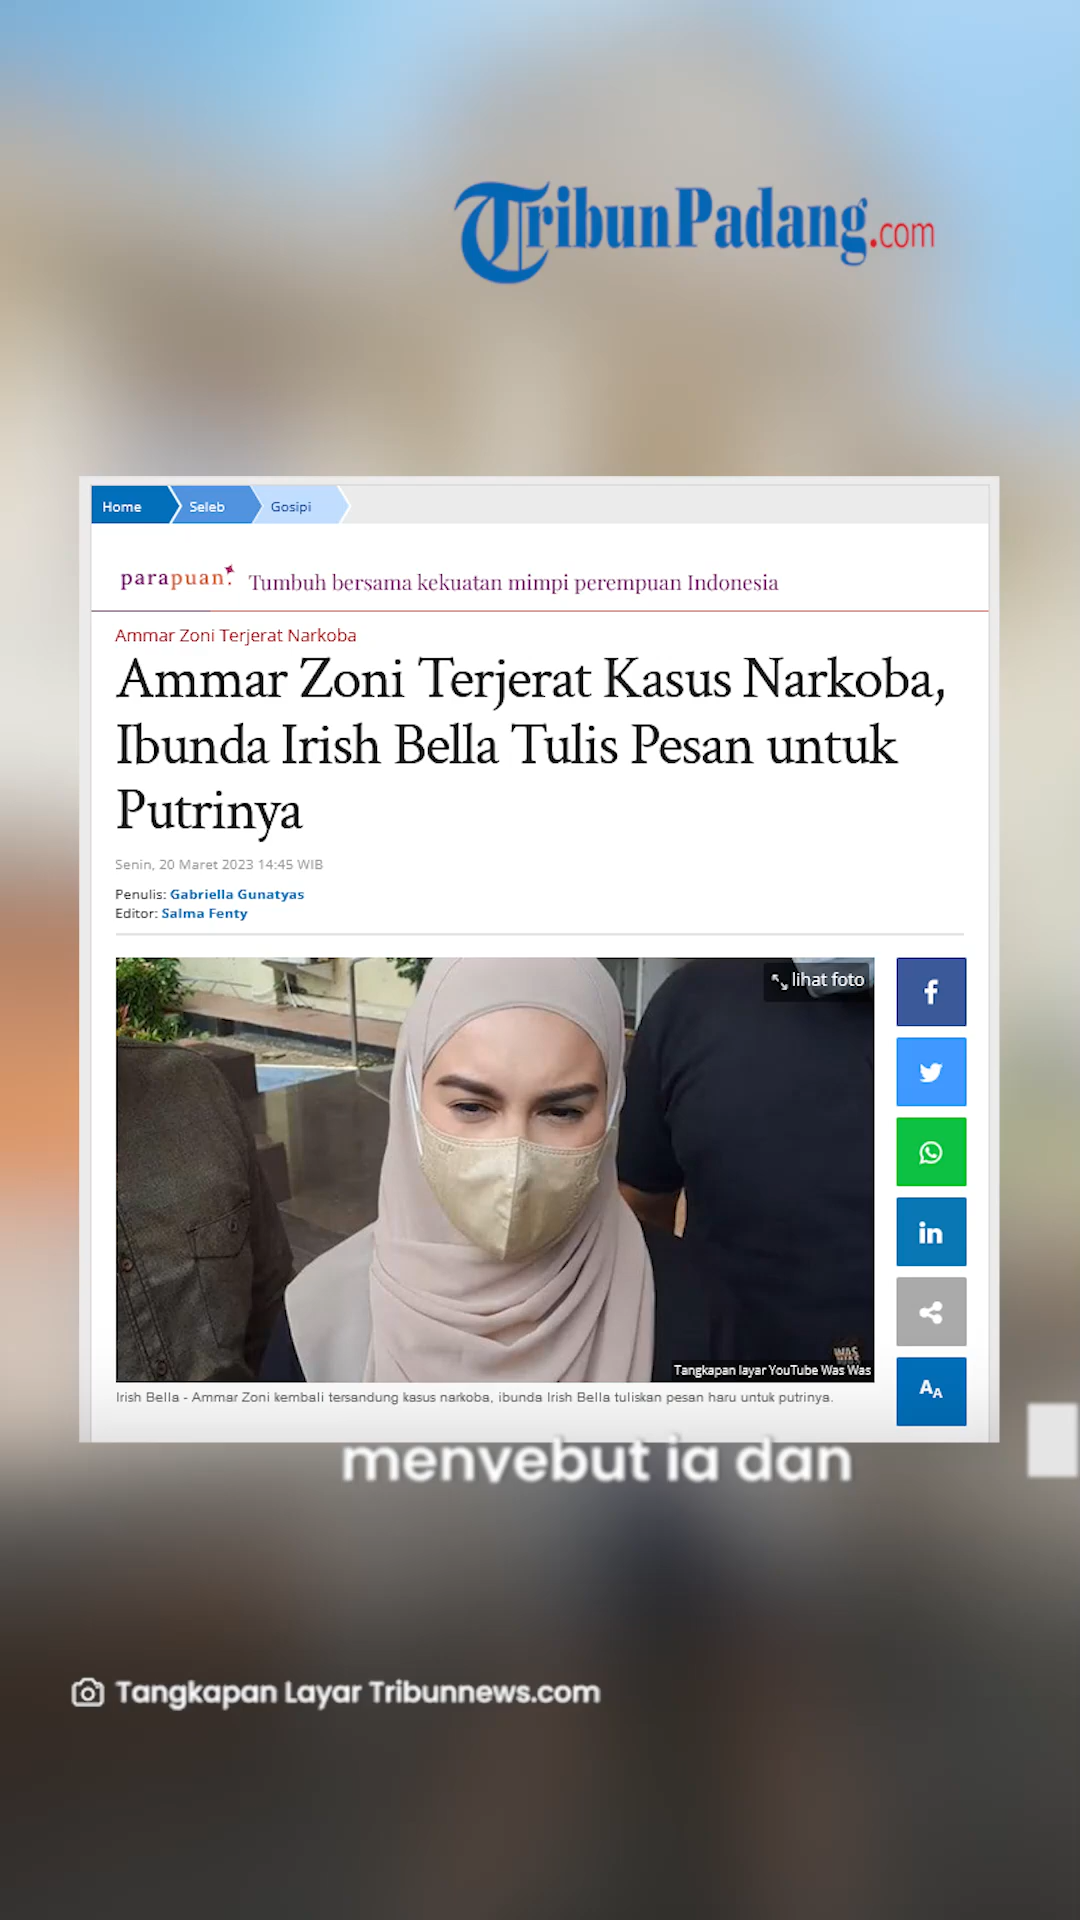 TribunPadang.com
Home Seleb Gosipi
parapuan. Tumbuh bersama kekuatan mimpi perempuan Indonesia
Ammar Zoni Terjerat Narkoba
Ammar Zoni Terjerat Kasus Narkoba,
Ibunda Irish Bella Tulis Pesan untuk
Putrinya
Senin, 20 Maret 2023 14:45 WIB
Penulis: Gabriella Gunatyas
Editor: Salma Fenty
lihat foto
WAS WAS
Tangkapan layar YouTube Was Was
Irish Bella - Ammar Zoni kembali tersandung kasus narkoba, ibunda Irish Bella tuliskan pesan haru untuk putrinya.
menyebut ia dan
Tangkapan Layar Tribunnews.com